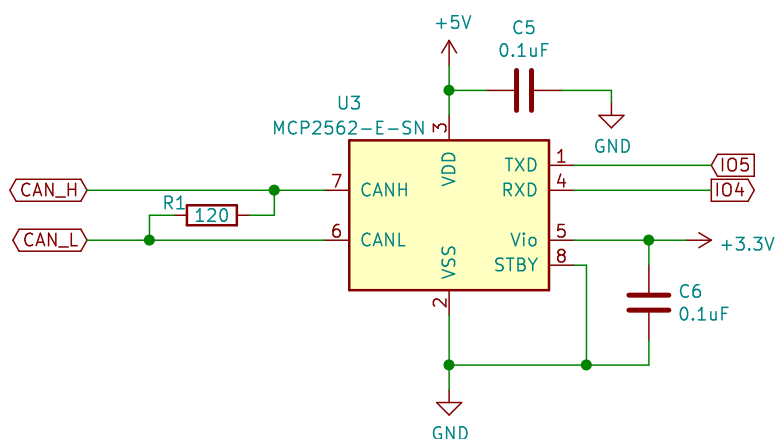 +5V
C5
0.1uF
GND
U3
MCP2562-E-SN
3
VDD
TXD
1
IO5
CAN_H
7
CANH
RXD
4
IO4
R1
120
CAN_L
6
CANL
Vio
5
+3.3V
VSS
STBY
8
2
C6
0.1uF
GND